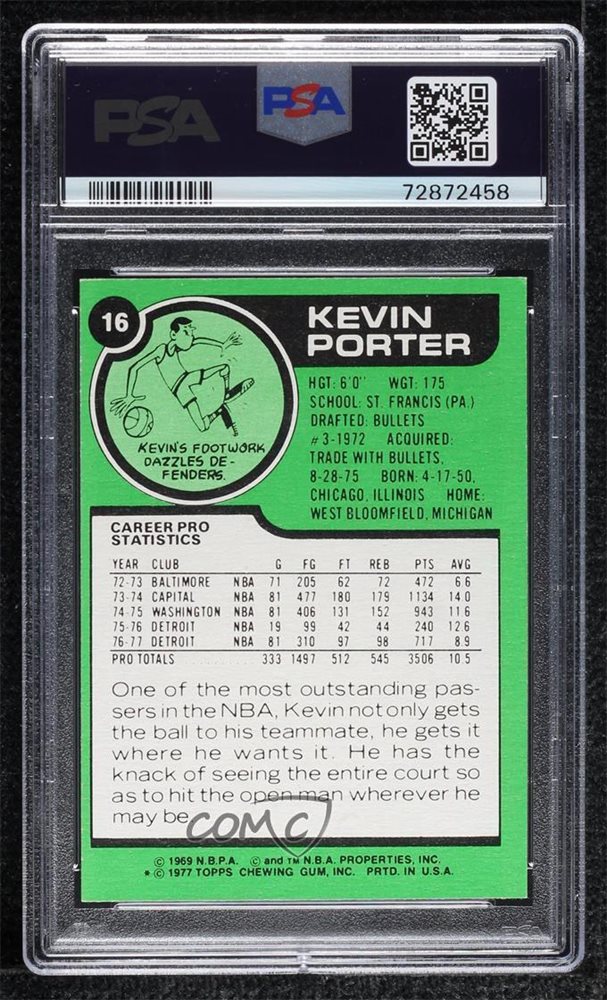 PSA
PSA
72872458
16
KEVIN
PORTER
KEVIN'S FOOTWORK
DAZZLES DE-
FENDERS.
HGT: 6'0" WGT: 175
SCHOOL: ST. FRANCIS (PA.)
DRAFTED: BULLETS
#3-1972 ACQUIRED:
TRADE WITH BULLETS,
8-28-75 BORN: 4-17-50,
CHICAGO, ILLINOIS HOME:
WEST BLOOMFIELD, MICHIGAN
CAREER PRO
STATISTICS
YEAR CLUB G FG FT REB PTS AVG
72-73 BALTIMORE NBA 71 205 62 72 472 6.6
73-74 CAPITAL NBA 81 477 180 179 1134 14.0
74-75 WASHINGTON NBA 81 406 131 152 943 11.6
75-76 DETROIT NBA 19 99 42 44 240 12.6
76-77 DETROIT NBA 81 310 97 98 717 8.9
PRO TOTALS 333 1497 512 545 3506 10.5
One of the most outstanding pas-
sers in the NBA, Kevin not only gets
the ball to his teammate, he gets it
where he wants it. He has the
knack of seeing the entire court so
as to hit the open man wherever he
may be.
COMC
© 1969 N.B.P.A. © and TM N.B.A. PROPERTIES, INC.
* © 1977 TOPPS CHEWING GUM, INC. PRTD. IN U.S.A.